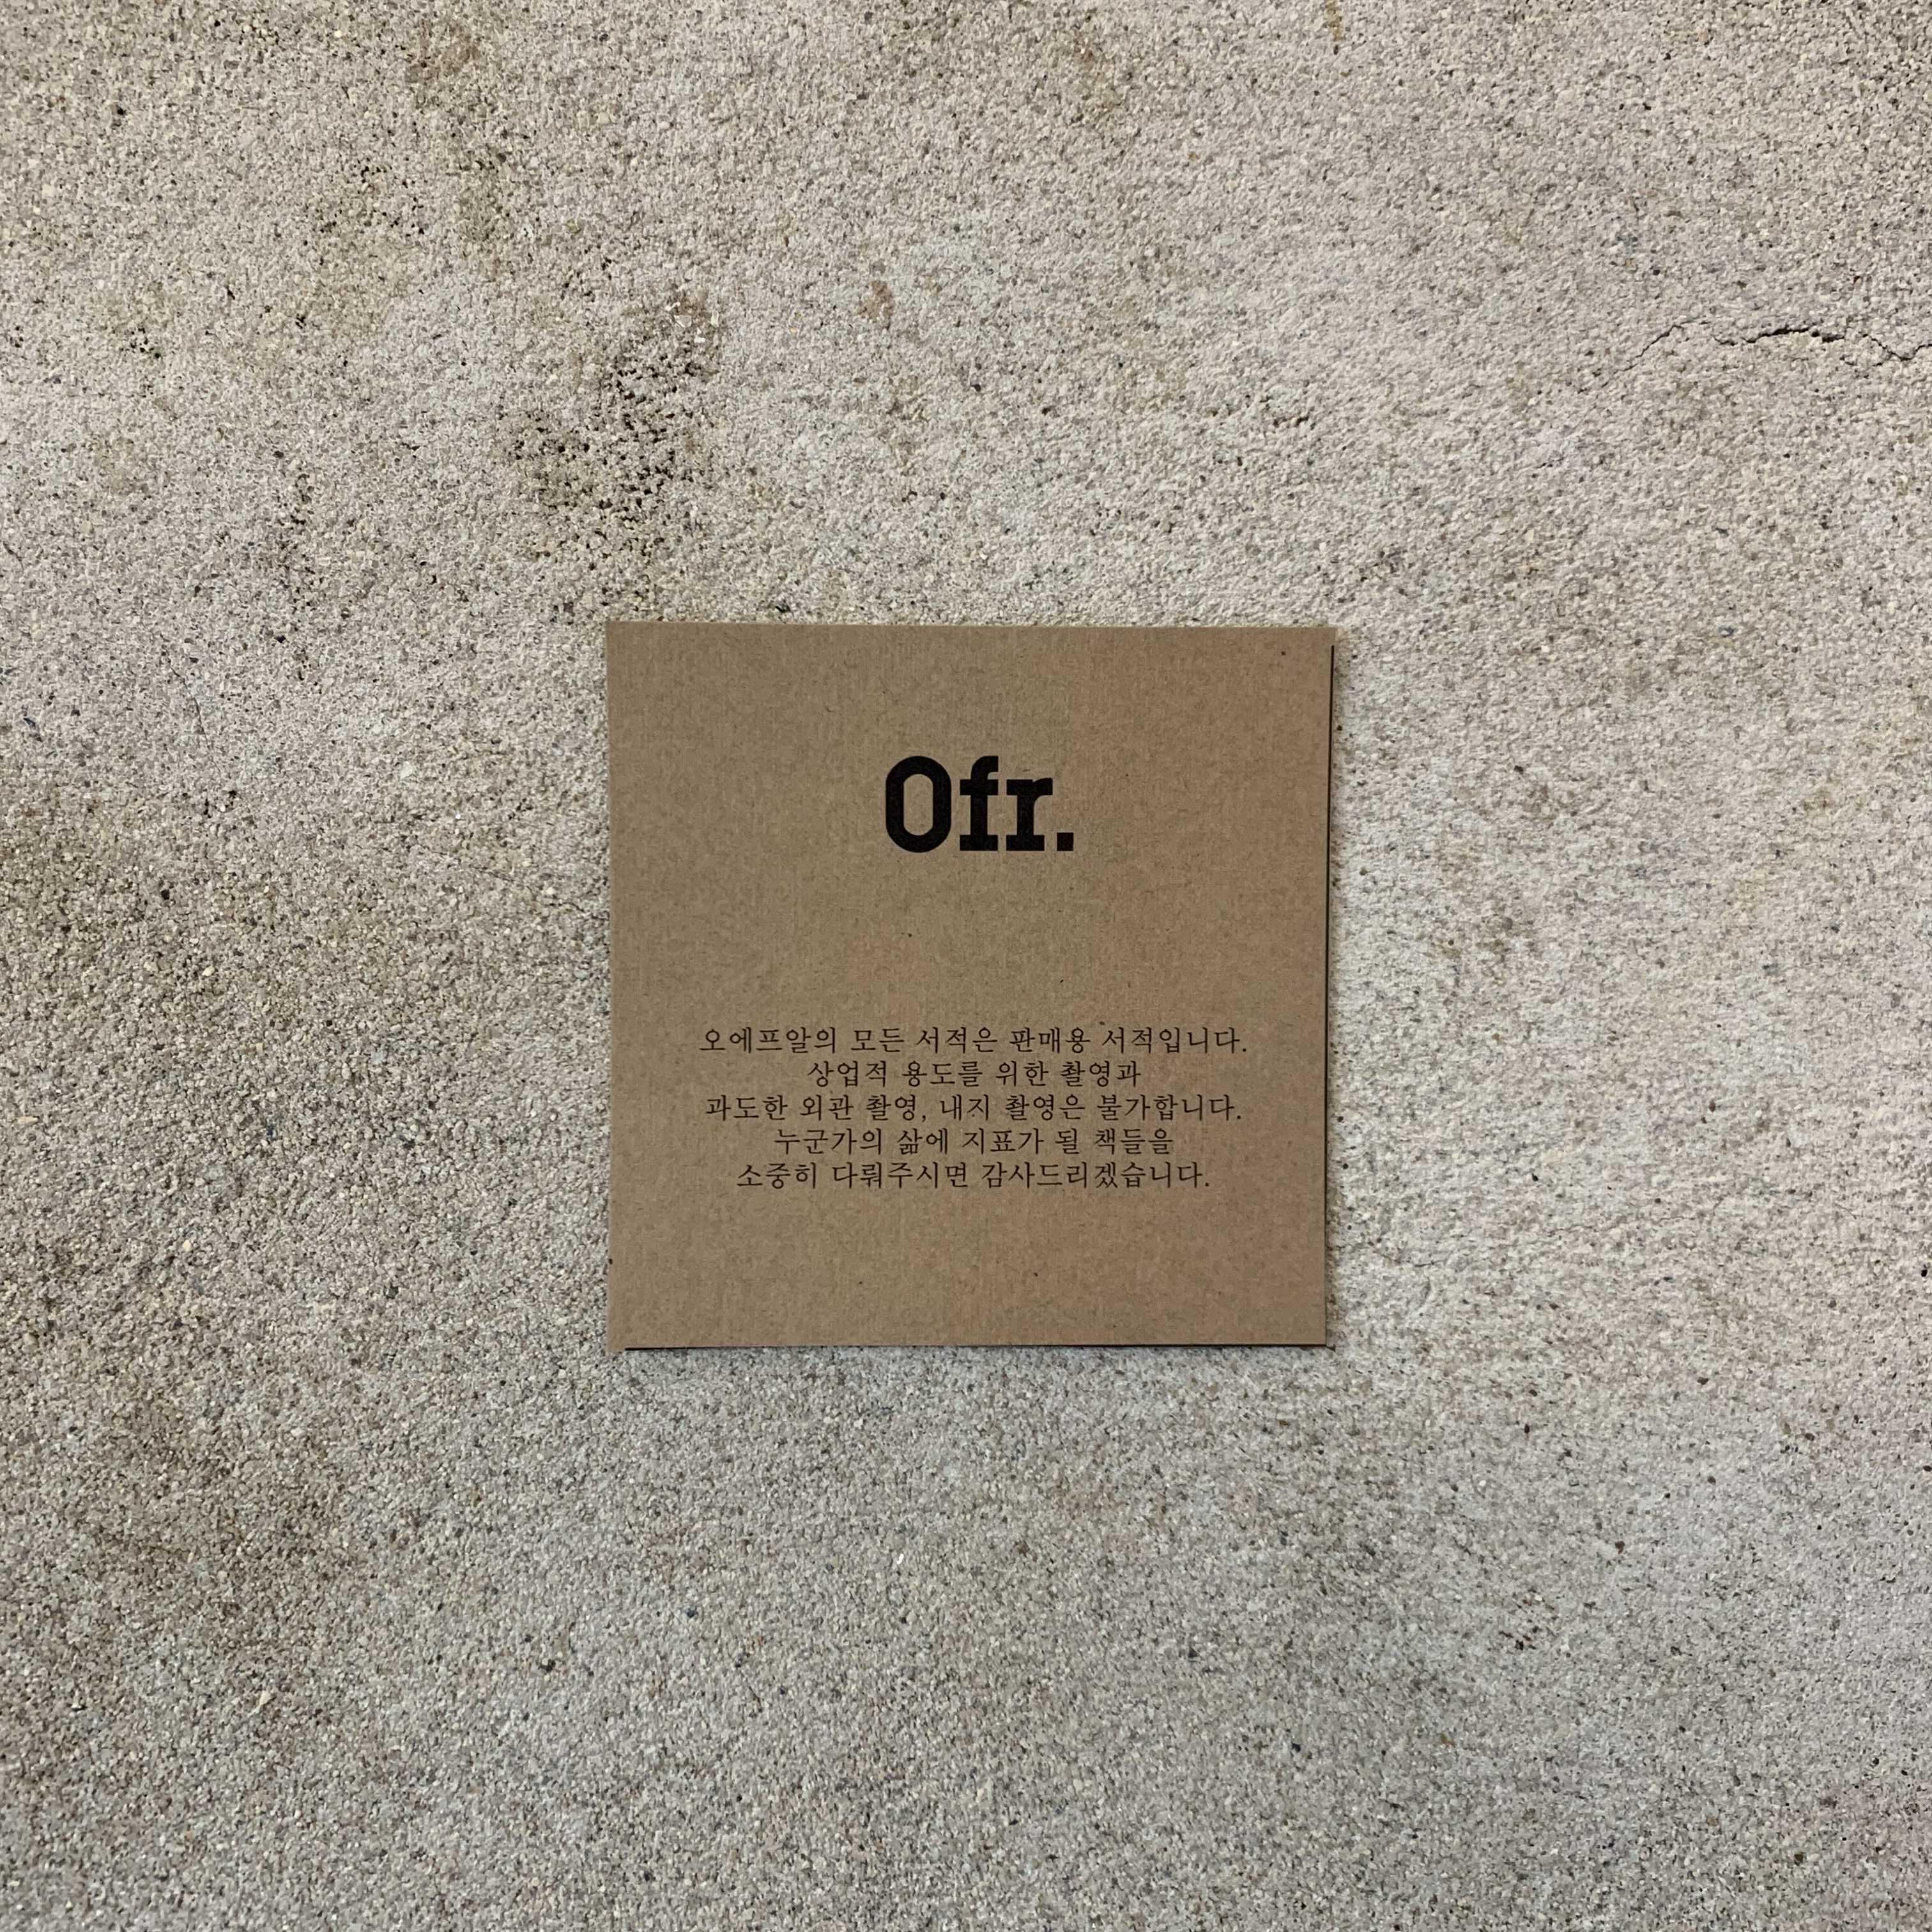 Ofr.
오에프알의 모든 서적은 판매용 서적입니다.
상업적 용도를 위한 촬영과
과도한 외관 촬영, 내지 촬영은 불가합니다.
누군가의 삶에 지표가 될 책들을
소중히 다뤄주시면 감사드리겠습니다.